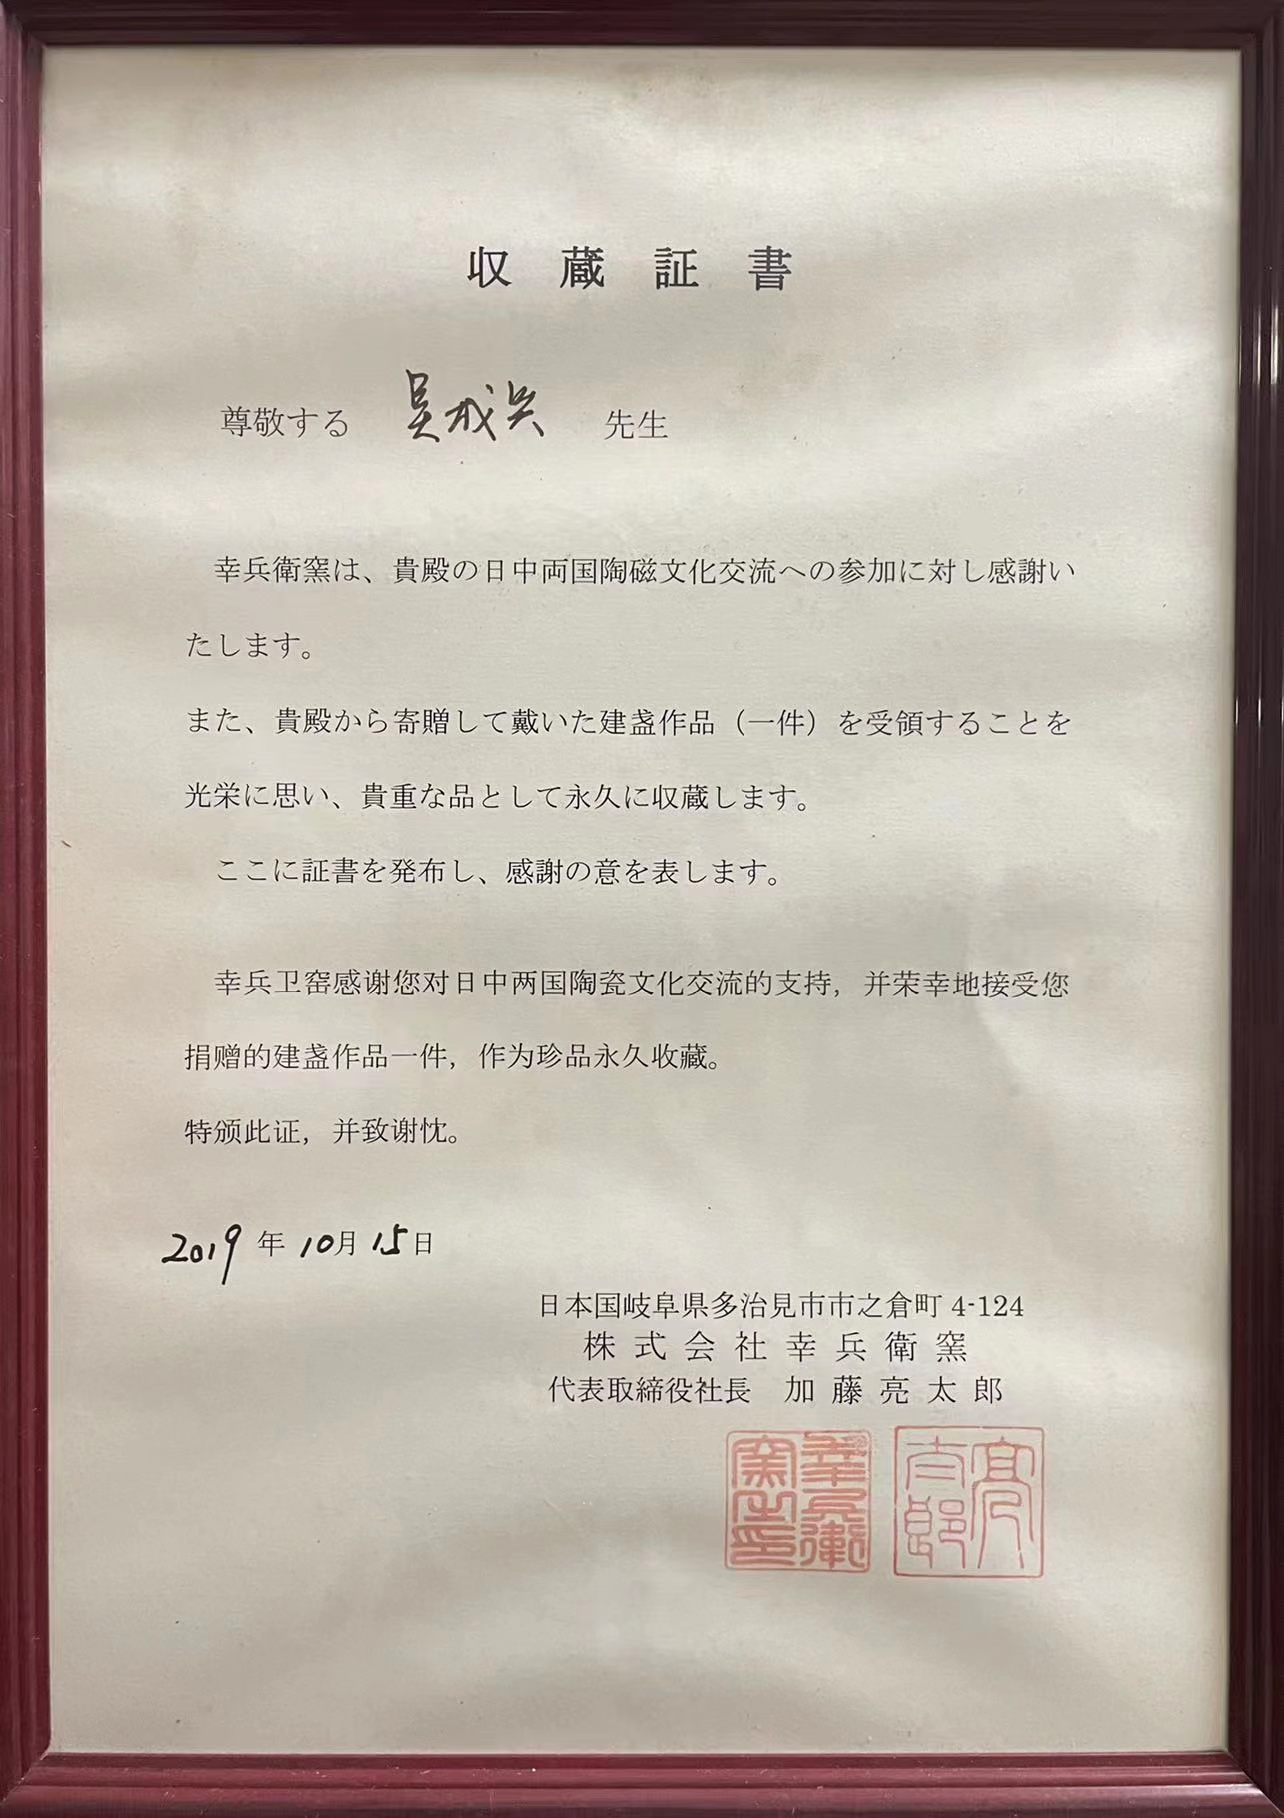 収蔵証書
尊敬する 吴成兴 先生
幸兵衛窯は、貴殿の日中両国陶磁文化交流への参加に対し感謝い
たします。
また、貴殿から寄贈して戴いた建盏作品（一件）を受領することを
光栄に思い、貴重な品として永久に収蔵します。
ここに証書を発布し、感謝の意を表します。
幸兵卫窑感谢您对日中两国陶瓷文化交流的支持，并荣幸地接受您
捐赠的建盏作品一件，作为珍品永久收藏。
特颁此证，并致谢忱。
2019年10月15日
日本国岐阜県多治見市市之倉町 4-124
株式会社幸兵衛窯
代表取締役社長 加藤亮太郎
亮太郎
幸兵衛窯之印